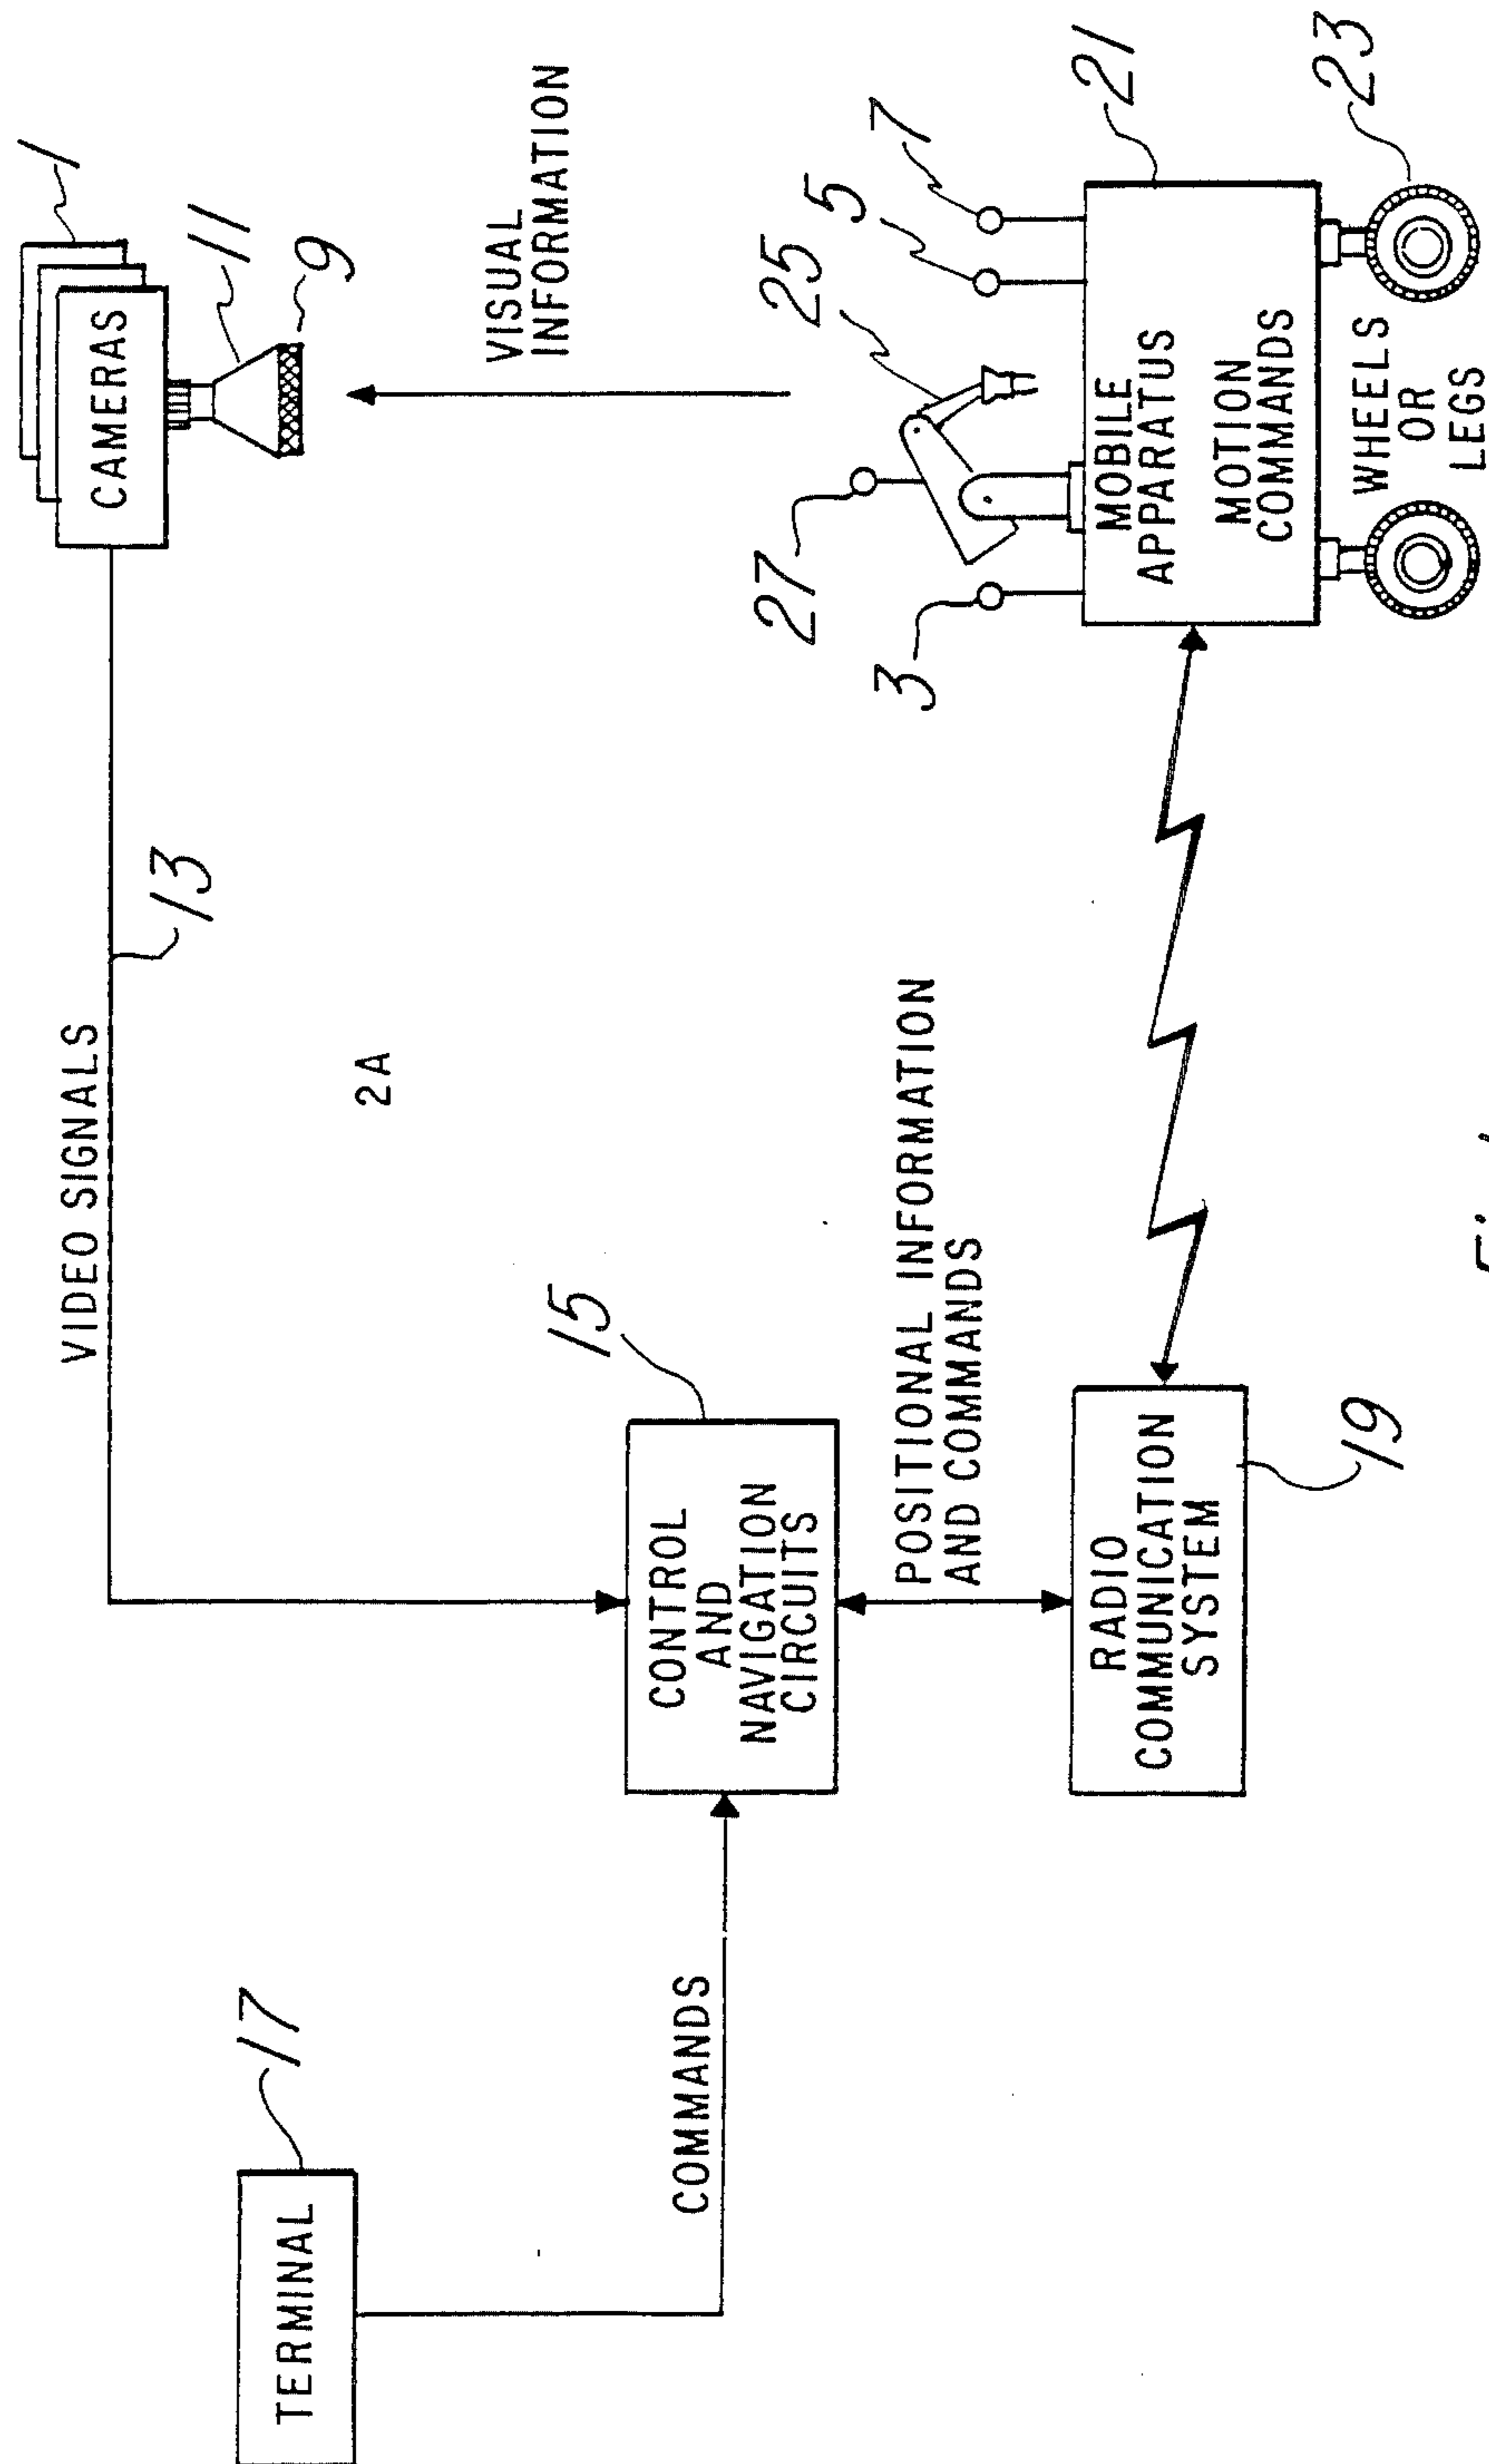 1
CAMERAS
11
9
VIDEO SIGNALS
13
VISUAL
INFORMATION
2A
TERMINAL
17
COMMANDS
15
CONTROL
AND
NAVIGATION
CIRCUITS
POSITIONAL INFORMATION
AND COMMANDS
RADIO
COMMUNICATION
SYSTEM
19
27
25
5
7
3
MOBILE
APPARATUS
MOTION
COMMANDS
21
WHEELS
OR
LEGS
23